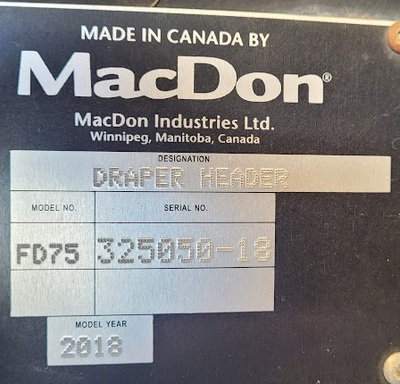 MADE IN CANADA BY
MacDon®
MacDon Industries Ltd.
Winnipeg, Manitoba, Canada
DESIGNATION
DRAPER HEADER
MODEL NO. SERIAL NO.
FD75 325050-18
MODEL YEAR
2018